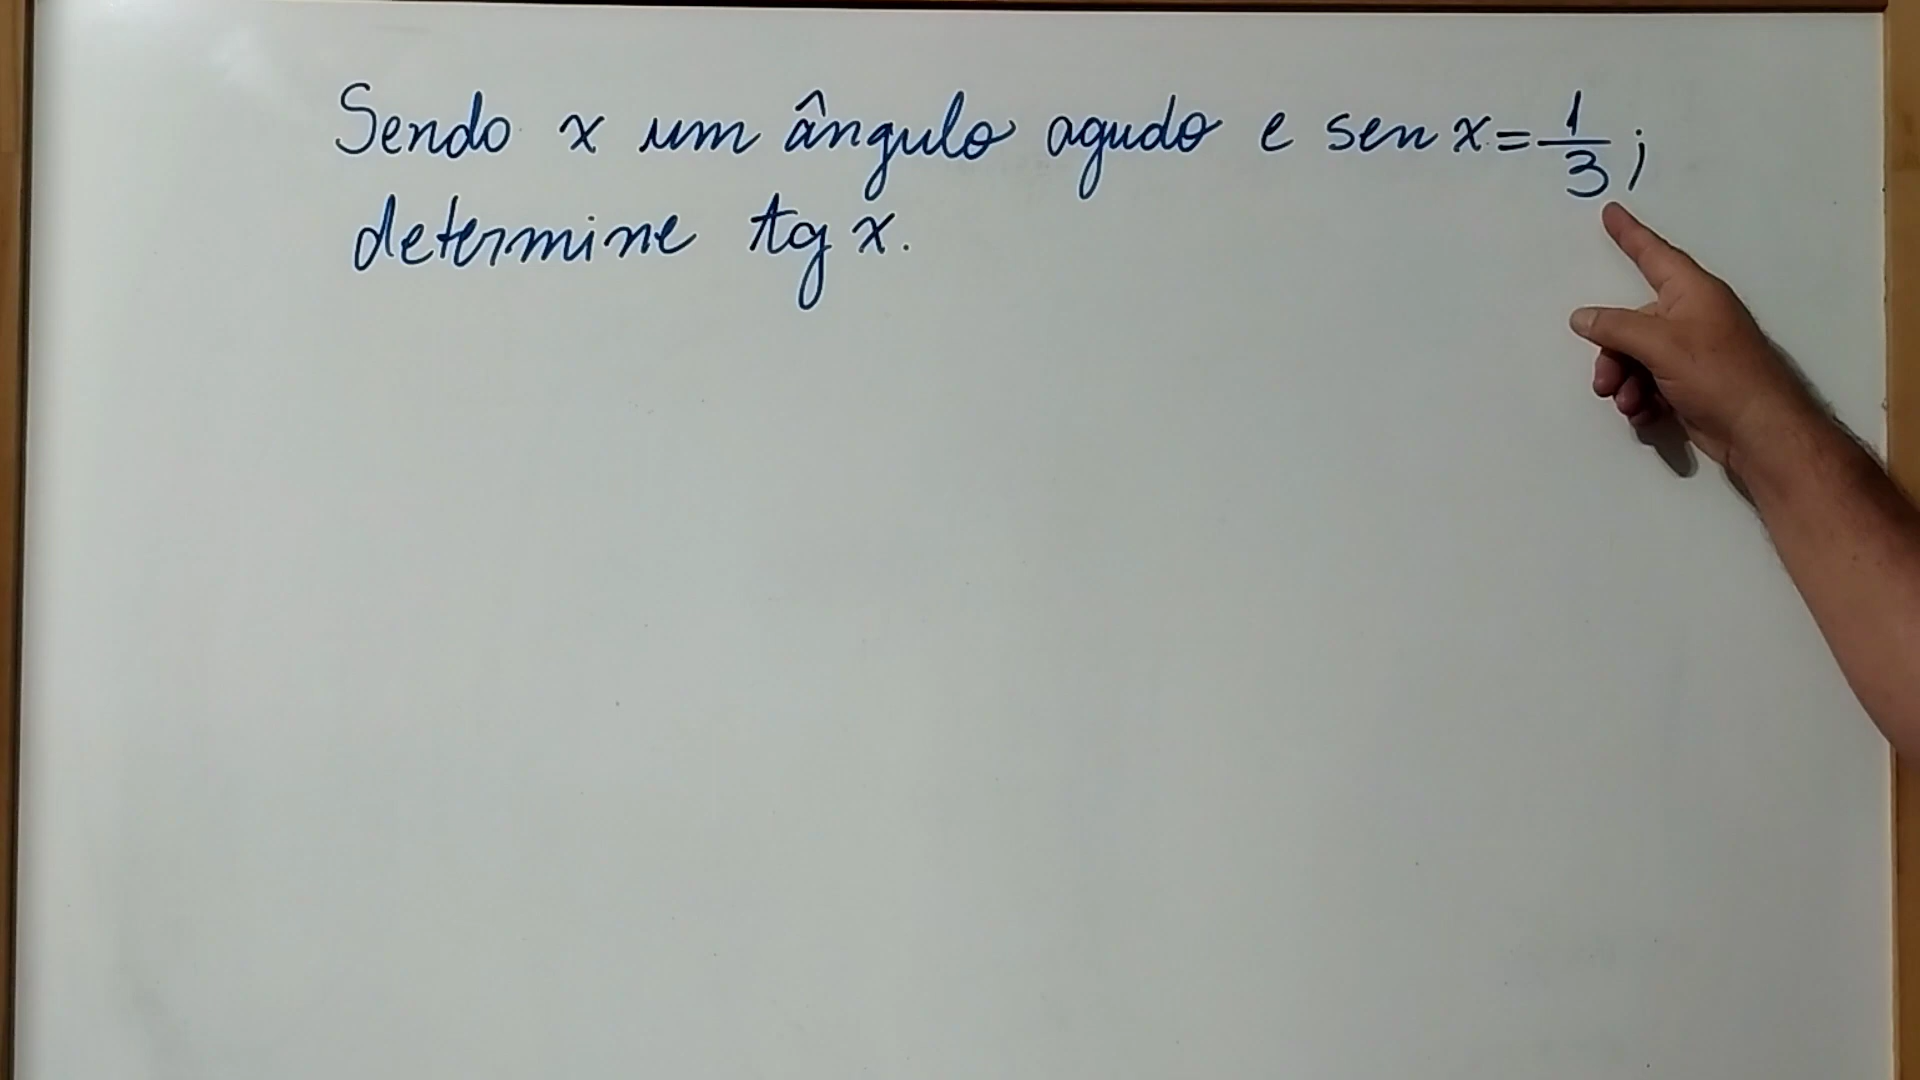 Sendo x um ângulo agudo e sen x = 1/3;
determine tg x.